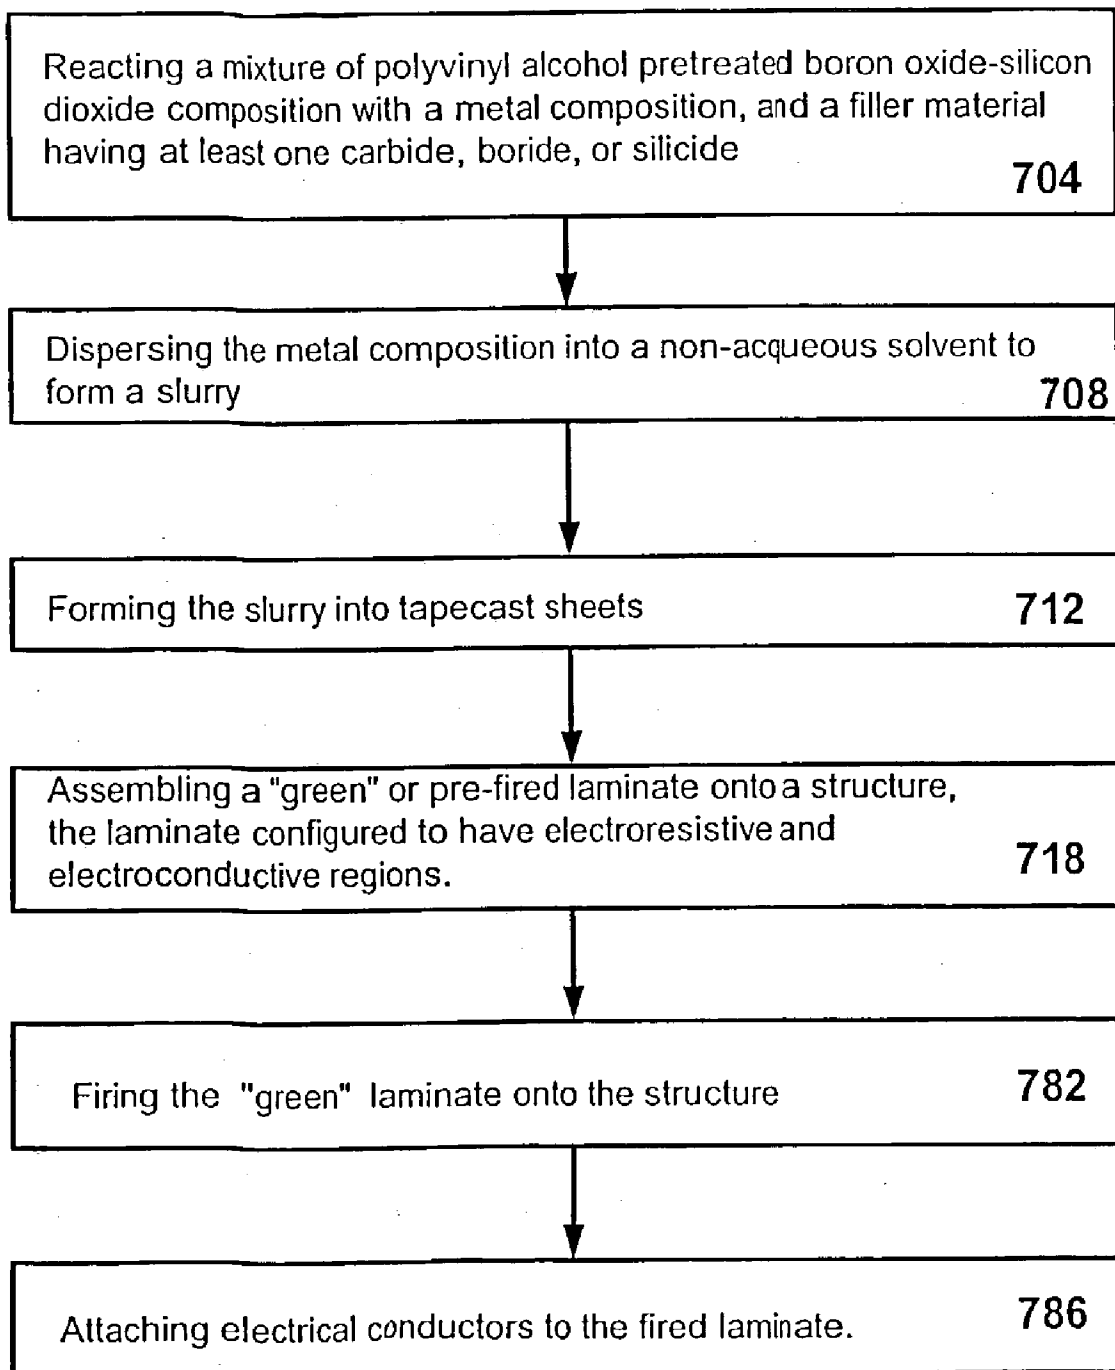 Reacting a mixture of polyvinyl alcohol pretreated boron oxide-silicon
dioxide composition with a metal composition, and a filler material
having at least one carbide, boride, or silicide
704
Dispersing the metal composition into a non-acqueous solvent to
form a slurry
708
Forming the slurry into tapecast sheets 712
Assembling a "green" or pre-fired laminate onto a structure,
the laminate configured to have electroresistive and
electroconductive regions.
718
Firing the "green" laminate onto the structure 782
Attaching electrical conductors to the fired laminate. 786